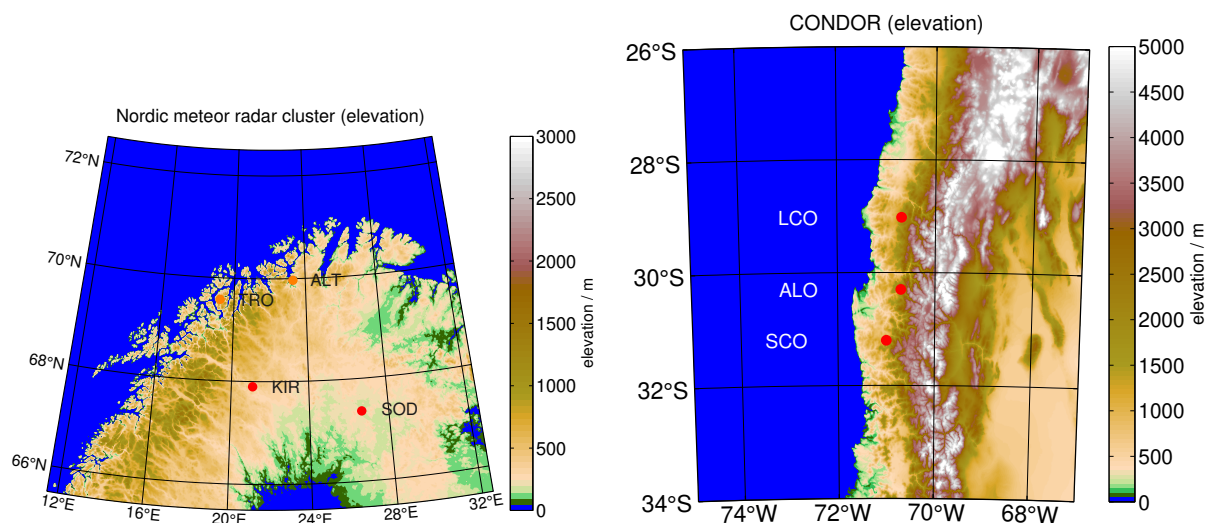 Nordic meteor radar cluster (elevation)
72°N
70°N
68°N
66°N
12°E
16°E
20°E
24°E
28°E
32°E
TRO
ALT
KIR
SOD
3000
2500
2000
1500
1000
500
0
elevation / m
CONDOR (elevation)
26°S
28°S
30°S
32°S
34°S
74°W
72°W
70°W
68°W
LCO
ALO
SCO
5000
4500
4000
3500
3000
2500
2000
1500
1000
500
0
elevation / m